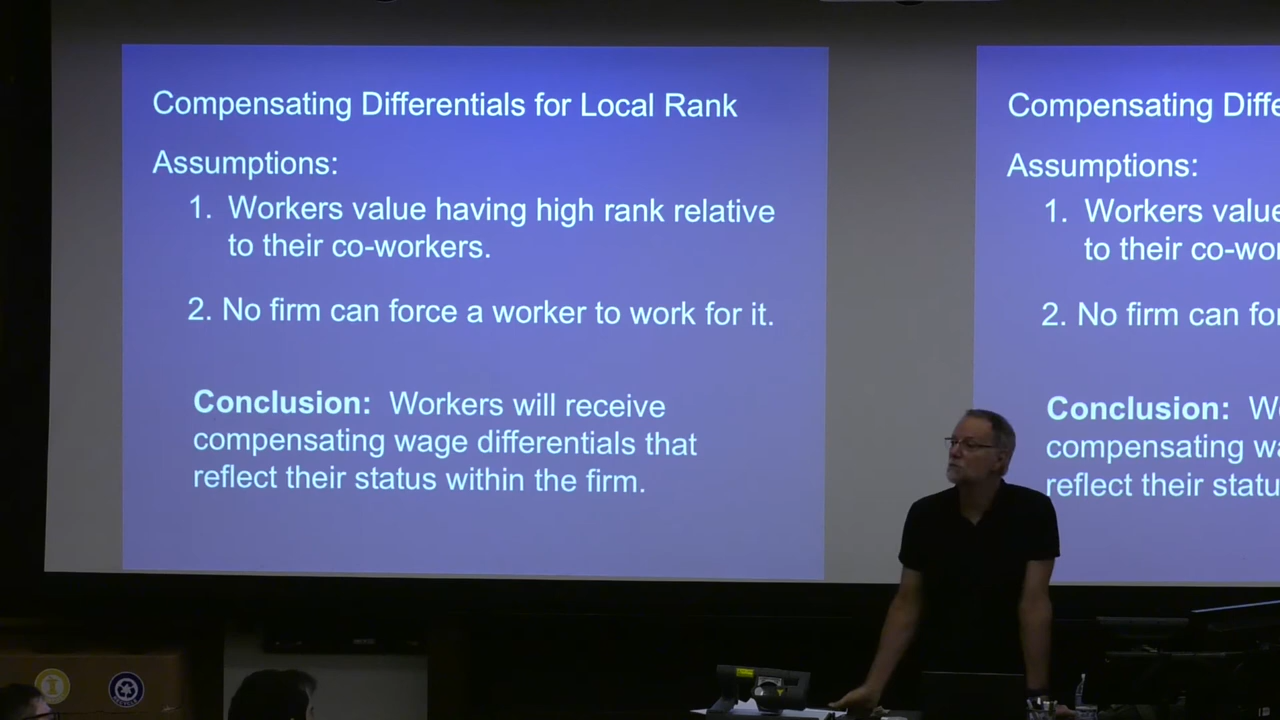 Compensating Differentials for Local Rank
Assumptions:
1. Workers value having high rank relative
to their co-workers.
2. No firm can force a worker to work for it.
Conclusion: Workers will receive
compensating wage differentials that
reflect their status within the firm.
Compensating Diffe
Assumptions:
1. Workers value
to their co-wor
2. No firm can fo
Conclusion: W
compensating wa
reflect their statu